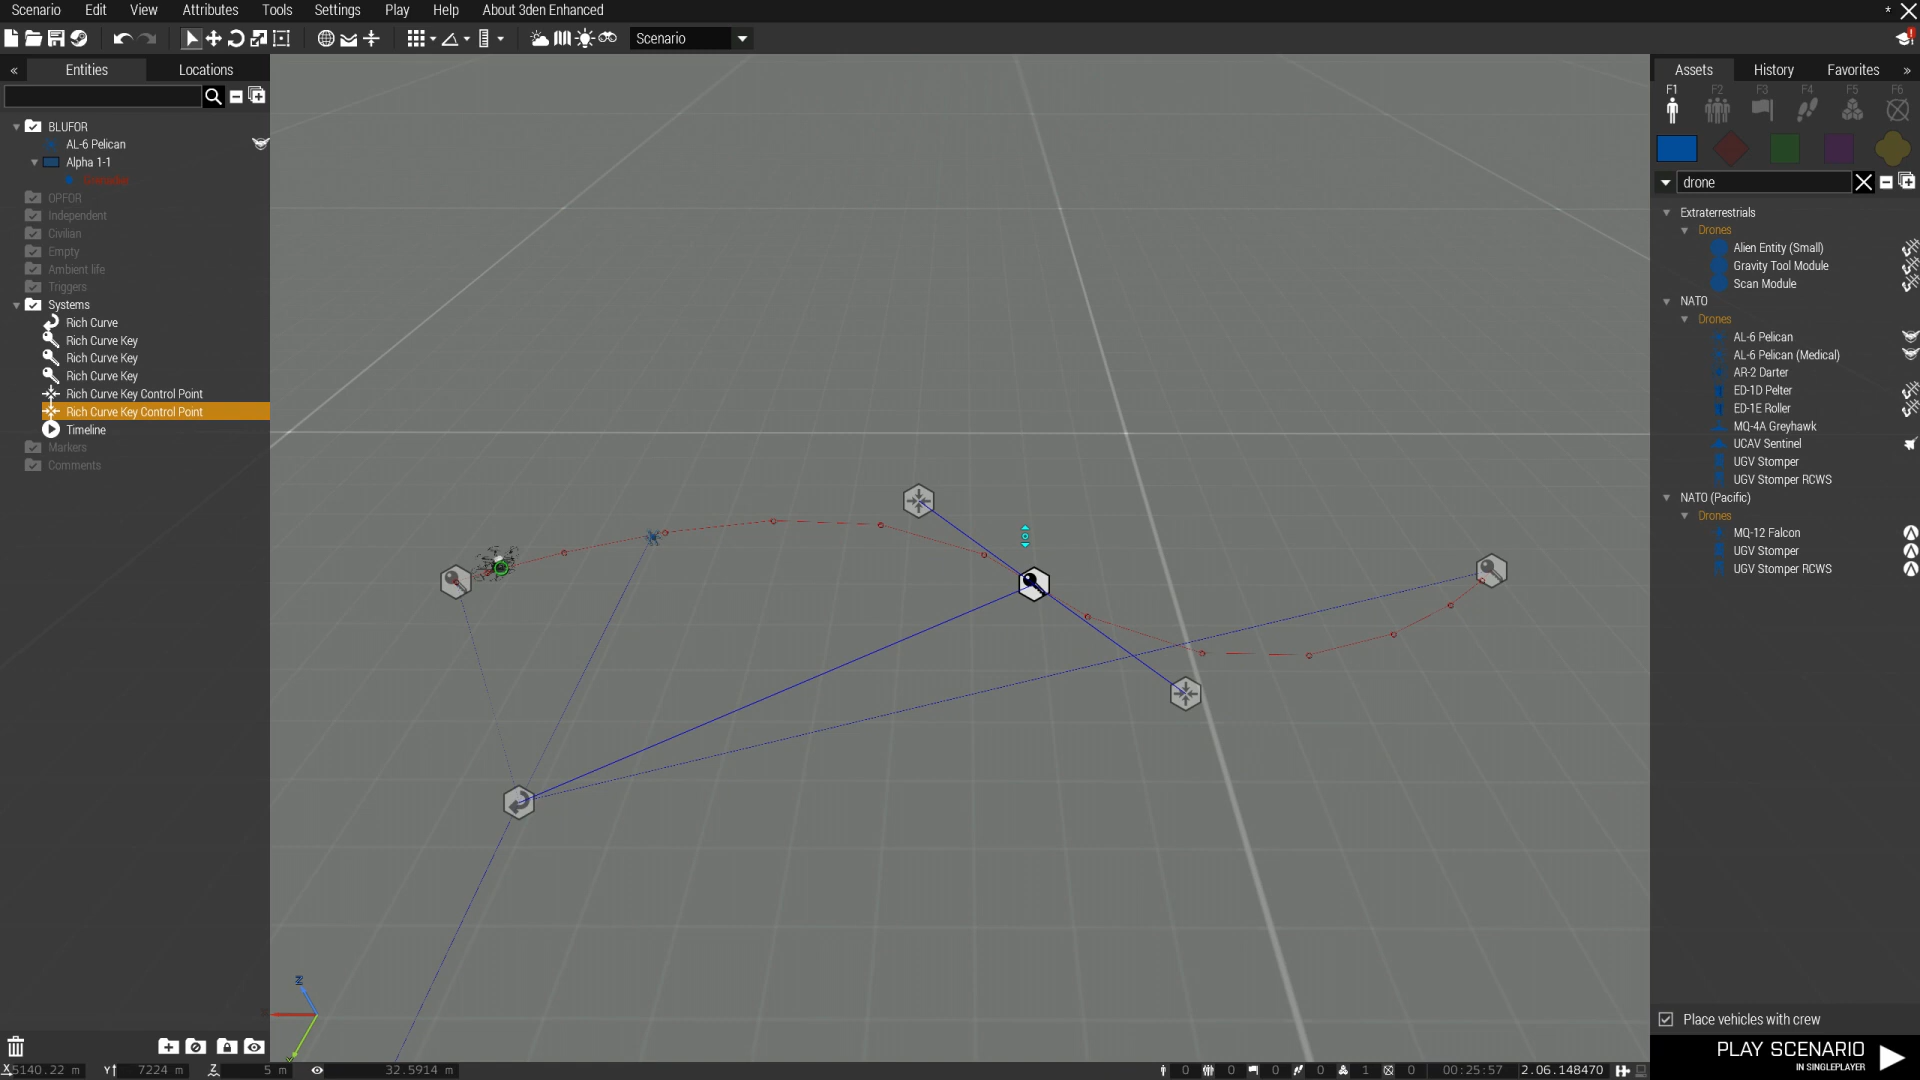 Scenario Edit View Attributes Tools Settings Play Help About 3den Enhanced *
Scenario
Entities Locations
BLUFOR
AL-6 Pelican
Alpha 1-1
OPFOR
Independent
Civilian
Empty
Ambient life
Triggers
Systems
Rich Curve
Rich Curve Key
Rich Curve Key
Rich Curve Key
Rich Curve Key Control Point
Rich Curve Key Control Point
Timeline
Markers
Comments
Z
Assets History Favorites
F1 F2 F3 F4 F5 F6
drone
Extraterrestrials
Drones
Alien Entity (Small)
Gravity Tool Module
Scan Module
NATO
Drones
AL-6 Pelican
AL-6 Pelican (Medical)
AR-2 Darter
ED-1D Pelter
ED-1E Roller
MQ-4A Greyhawk
UCAV Sentinel
UGV Stomper
UGV Stomper RCWS
NATO (Pacific)
Drones
MQ-12 Falcon
UGV Stomper
UGV Stomper RCWS
Place vehicles with crew
PLAY SCENARIO
IN SINGLEPLAYER
X 5140.22 m Y 7224 m Z 5 m 32.5914 m 0 0 0 0 1 0 00:25:57 2.06.148470